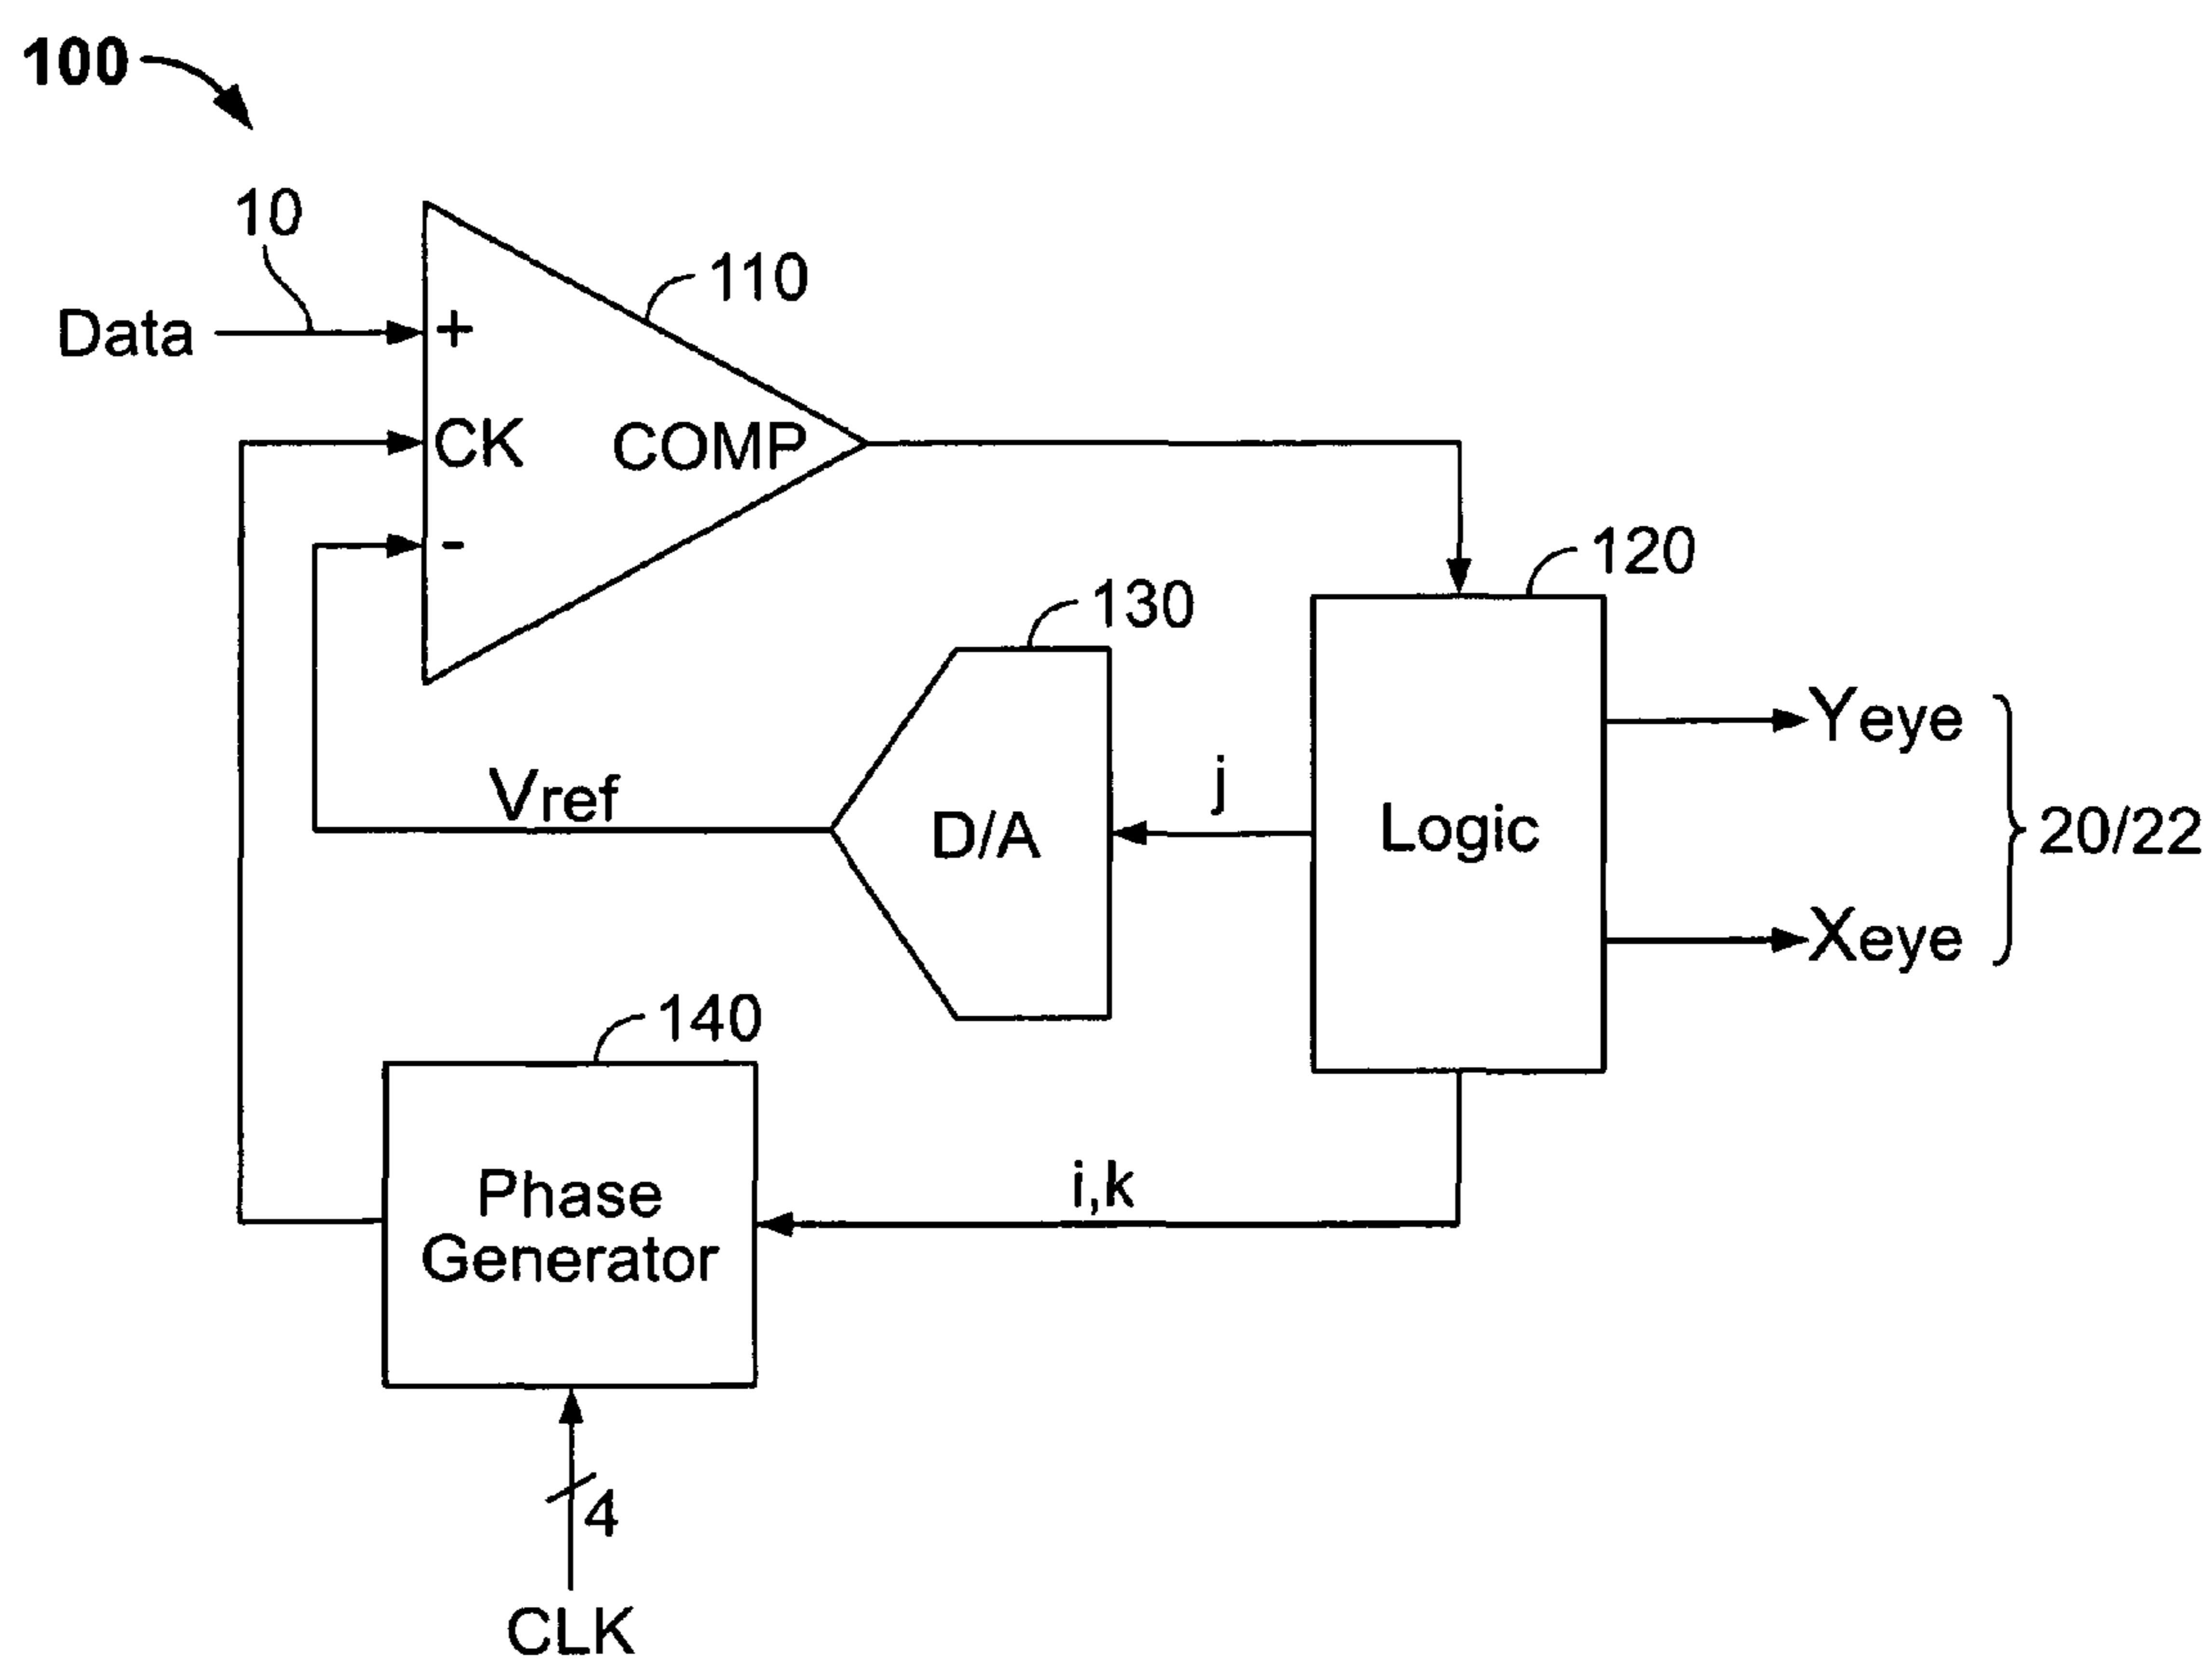 100
10
110
Data
+
CK
COMP
-
120
130
Yeye
Vref
j
D/A
Logic
20/22
Xeye
140
i,k
Phase
Generator
4
CLK